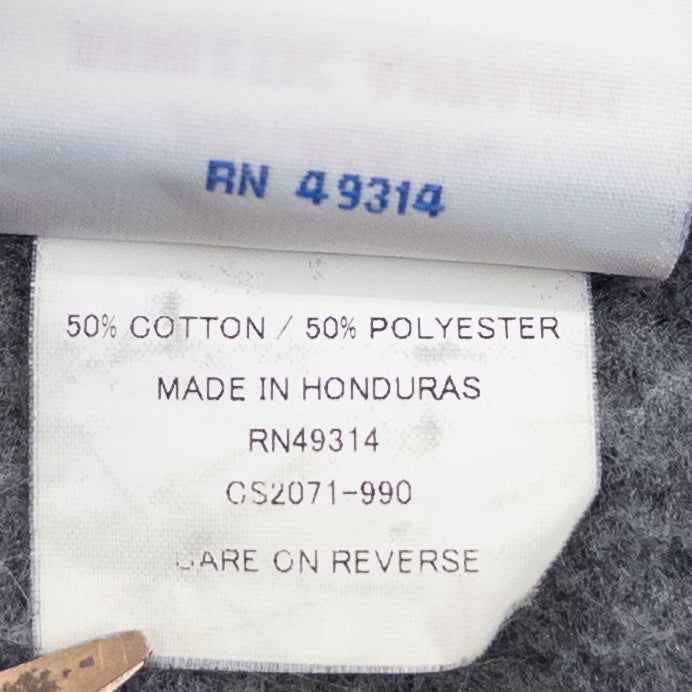 RN 49314
50% COTTON / 50% POLYESTER
MADE IN HONDURAS
RN49314
CS2071-990
CARE ON REVERSE